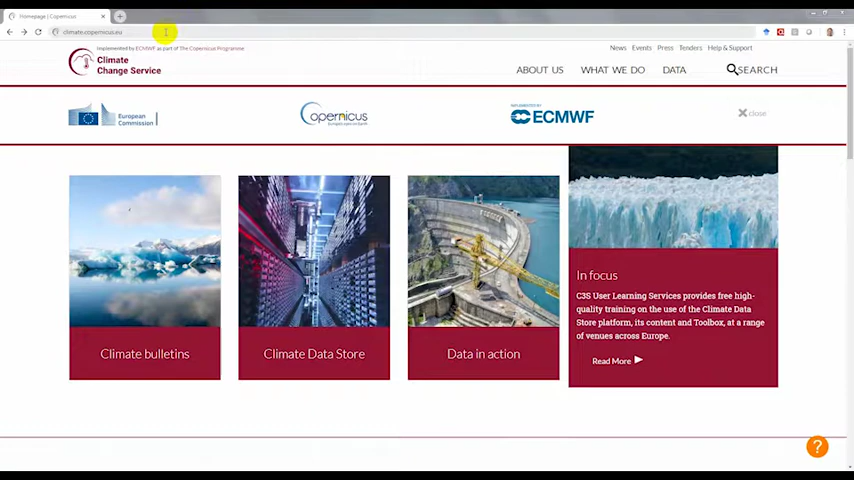 Homepage | Copernicus
climate.copernicus.eu
Implemented by ECMWF as part of The Copernicus Programme
News Events Press Tenders Help & Support
Climate
Change Service
ABOUT US WHAT WE DO DATA SEARCH
European
Commission
opernicus
IMPLEMENTED BY
ECMWF
close
In focus
C3S User Learning Services provides free high-
quality training on the use of the Climate Data
Store platform, its content and Toolbox, at a range
of venues across Europe.
Read More
Climate bulletins
Climate Data Store
Data in action
?